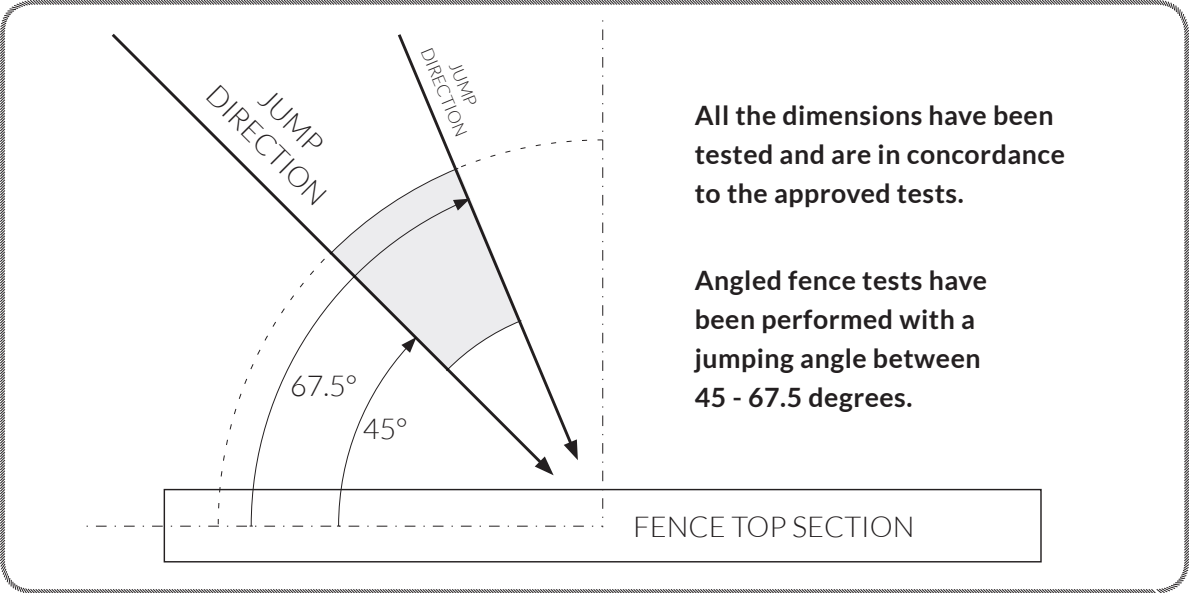 JUMP
DIRECTION
JUMP
DIRECTION
All the dimensions have been
tested and are in concordance
to the approved tests.
Angled fence tests have
been performed with a
jumping angle between
45 - 67.5 degrees.
67.5°
45°
FENCE TOP SECTION